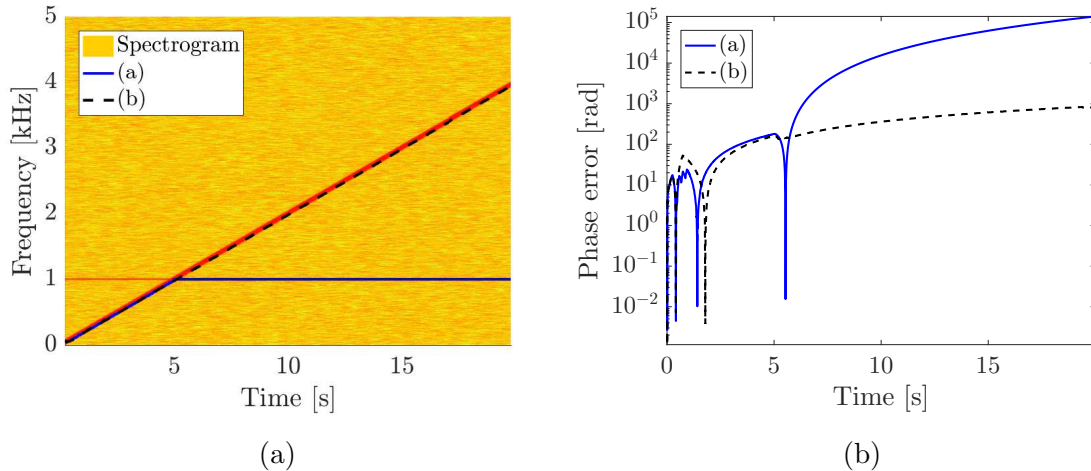 5
4
3
2
1
0
Frequency [kHz]
Spectrogram
(a)
(b)
5
10
15
Time [s]
(a)
10^5
10^4
10^3
10^2
10^1
10^0
10^−1
10^−2
Phase error [rad]
(a)
(b)
0
5
10
15
Time [s]
(b)